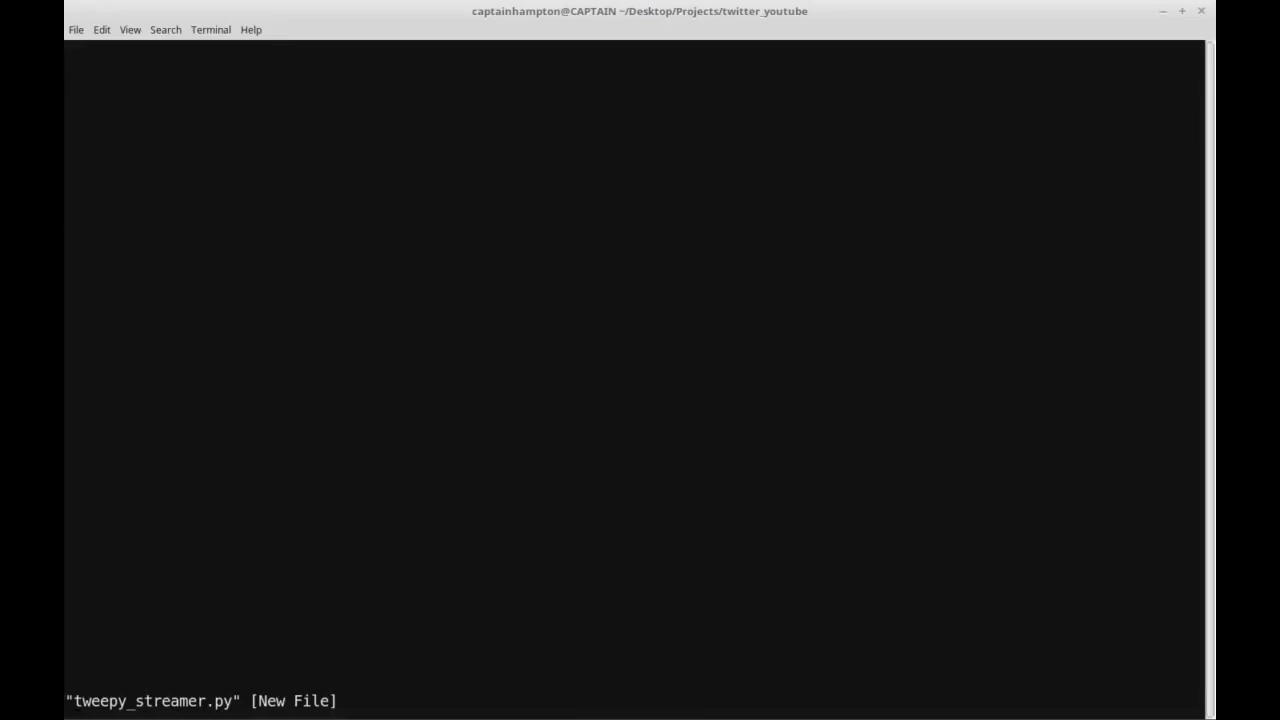 captainhampton@CAPTAIN ~/Desktop/Projects/twitter_youtube
File Edit View Search Terminal Help
"tweepy_streamer.py" [New File]